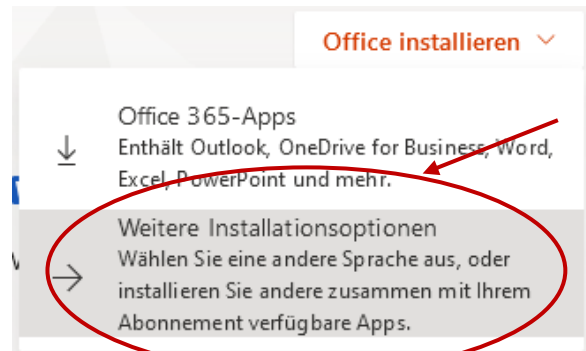 Office installieren
Office 365-Apps
Enthält Outlook, OneDrive for Business, Word,
Excel, PowerPoint und mehr.
Weitere Installationsoptionen
Wählen Sie eine andere Sprache aus, oder
installieren Sie andere zusammen mit Ihrem
Abonnement verfügbare Apps.